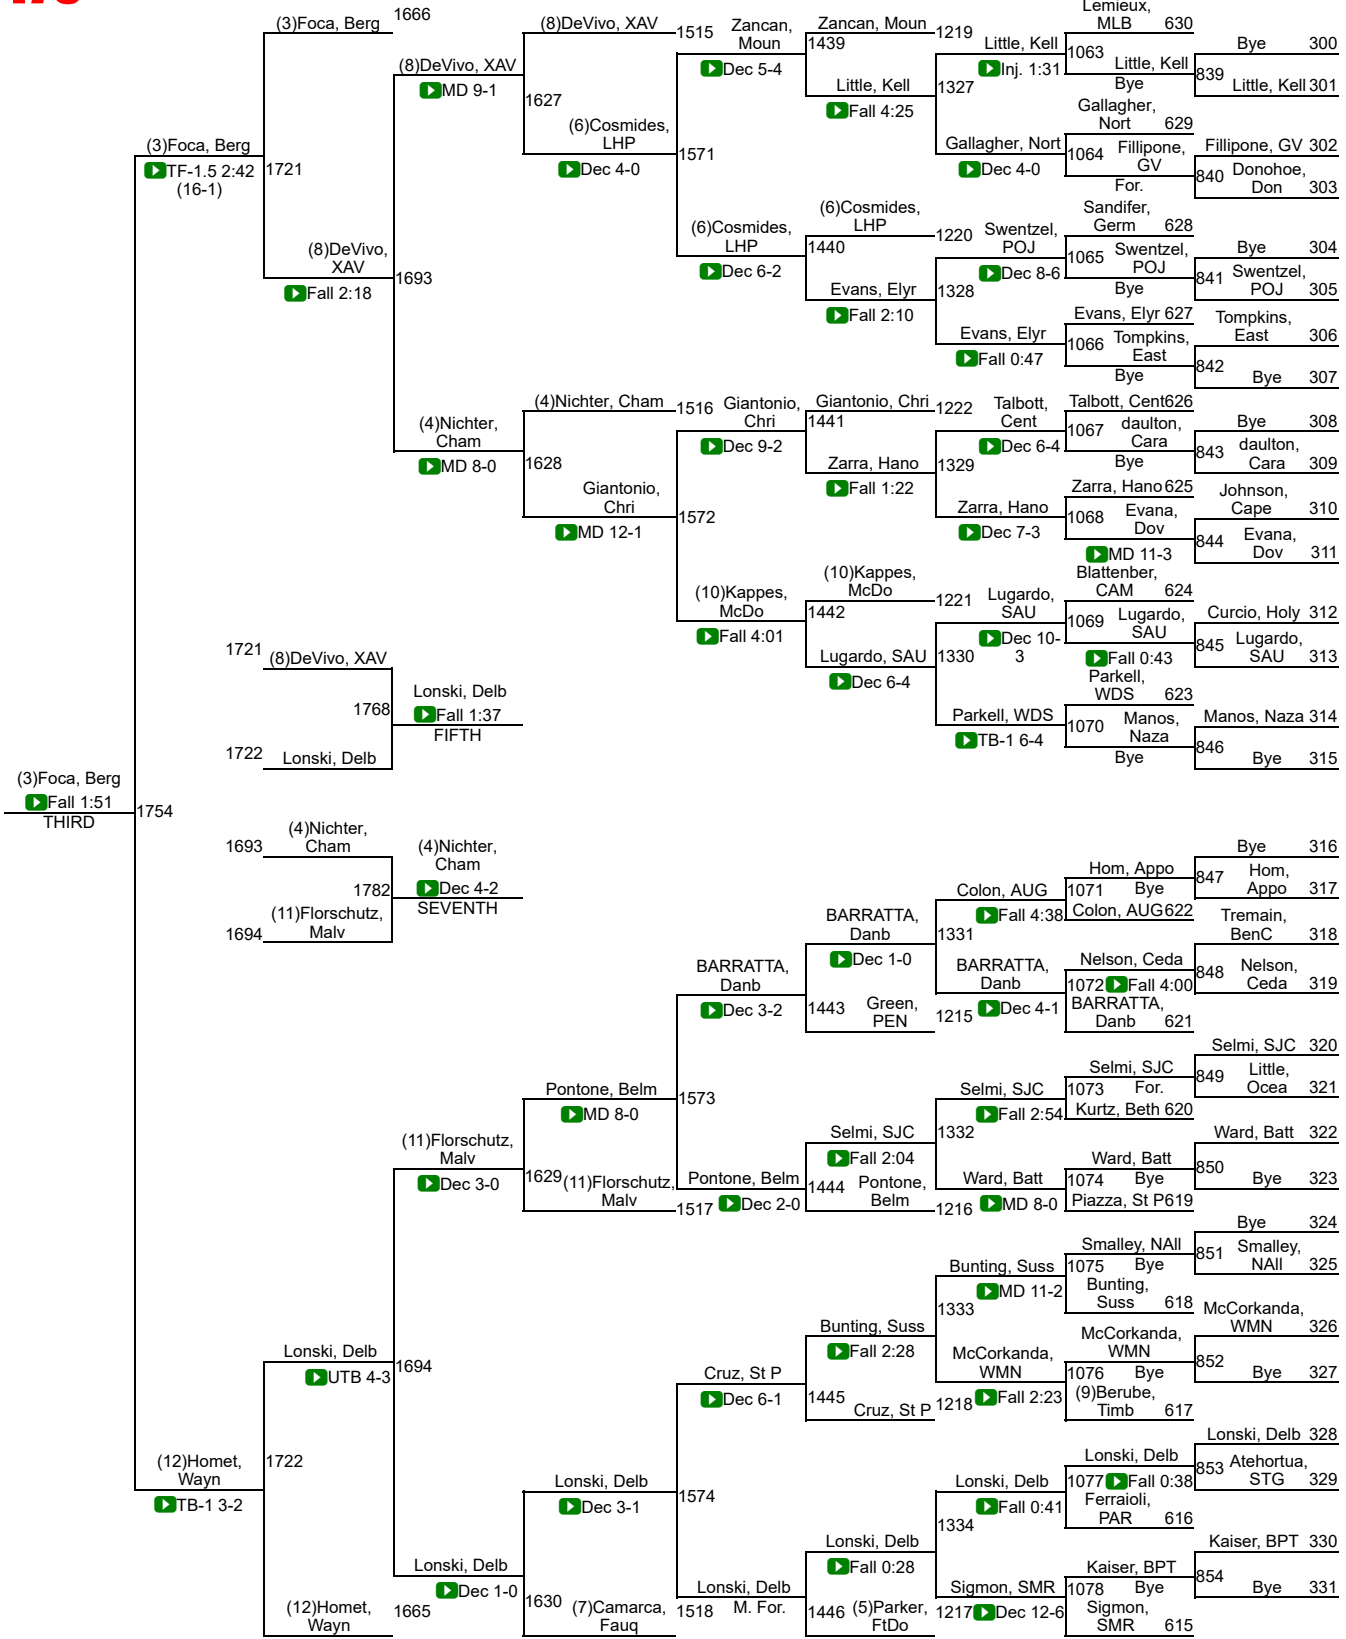 (3)Foca, Berg
1666
(8)DeVivo, XAV
1515
Zancan,
Moun
Zancan, Moun
1219
Little, Kell
Lemieux,
MLB 630
1439
1063
Bye 300
(8)DeVivo, XAV
Dec 5-4
Inj. 1:31
Little, Kell
839
MD 9-1
Little, Kell
1327
Bye
Little, Kell 301
1627
Fall 4:25
Gallagher,
Nort 629
(6)Cosmides,
LHP
(3)Foca, Berg
1571
Gallagher, Nort
1064 Fillipone,
GV
Fillipone, GV 302
TF-1.5 2:42
(16-1)
1721
Dec 4-0
Dec 4-0
For.
840 Donohoe,
Don 303
(6)Cosmides,
LHP
Sandifer,
Germ 628
(6)Cosmides,
LHP
1220
Swentzel,
POJ
(8)DeVivo,
XAV
1440
1065 Swentzel,
POJ
Bye 304
Dec 6-2
Dec 8-6
841 Swentzel,
POJ 305
1693
Evans, Elyr
1328
Bye
Fall 2:18
Fall 2:10
Evans, Elyr 627
Tompkins,
East 306
Evans, Elyr
1066 Tompkins,
East
Fall 0:47
842
Bye
Bye 307
(4)Nichter, Cham
1516
Giantonio,
Chri
Giantonio, Chri
1222
Talbott,
Cent
Talbott, Cent626
(4)Nichter,
Cham
1441
1067 daulton,
Cara
Bye 308
Dec 9-2
Dec 6-4
843 daulton,
Cara 309
MD 8-0
1628
Zarra, Hano
1329
Bye
Giantonio,
Chri
Fall 1:22
Zarra, Hano625
Johnson,
Cape 310
1572
Zarra, Hano
1068 Evana,
Dov
MD 12-1
Dec 7-3
844 Evana,
Dov 311
MD 11-3
(10)Kappes,
McDo
Blattenber,
CAM 624
(10)Kappes,
McDo
1221
Lugardo,
SAU
Curcio, Holy 312
1442
1069 Lugardo,
SAU
Fall 4:01
Dec 10-
3
845 Lugardo,
SAU 313
1721
(8)DeVivo, XAV
Lugardo, SAU
1330
Fall 0:43
Dec 6-4
Parkell,
WDS 623
Lonski, Delb
1768
Fall 1:37
Parkell, WDS
1070 Manos,
Naza
Manos, Naza 314
FIFTH
TB-1 6-4
846
1722
Lonski, Delb
Bye
Bye 315
(3)Foca, Berg
Fall 1:51
1754
THIRD
(4)Nichter,
Cham
1693
(4)Nichter,
Cham
Bye 316
Hom, Appo
847 Hom,
Appo 317
1782
Dec 4-2
Colon, AUG
1071 Bye
SEVENTH
Fall 4:38
Colon, AUG622
(11)Florschutz,
Malv
1694
BARRATTA,
Danb
1331
Tremain,
BenC 318
Dec 1-0
Nelson, Ceda
BARRATTA,
Danb
BARRATTA,
Danb
848 Nelson,
Ceda 319
1072 Fall 4:00
Dec 3-2
1443 Green,
PEN
1215
Dec 4-1
BARRATTA,
Danb 621
Selmi, SJC 320
Selmi, SJC
849 Little,
Ocea 321
Pontone, Belm
1573
Selmi, SJC
1073 For.
MD 8-0
Fall 2:54
Kurtz, Beth 620
(11)Florschutz,
Malv
Selmi, SJC
1332
Ward, Batt 322
Fall 2:04
Ward, Batt
850
Dec 3-0
1629
(11)Florschutz,
Malv
Pontone, Belm
1444 Pontone,
Belm
Ward, Batt
1074 Bye
Bye 323
1517
Dec 2-0
1216
MD 8-0
Piazza, St P619
Bye 324
Smalley, NAll
851 Smalley,
NAll 325
Bunting, Suss
1075 Bye
MD 11-2
Bunting,
Suss 618
1333
McCorkanda,
WMN 326
Bunting, Suss
McCorkanda,
WMN
Lonski, Delb
1694
Fall 2:28
McCorkanda,
WMN
852
UTB 4-3
Cruz, St P
1076 Bye
Bye 327
Dec 6-1
1445
Cruz, St P
1218
Fall 2:23
(9)Berube,
Timb 617
Lonski, Delb 328
(12)Homet,
Wayn
1722
Lonski, Delb
853 Atehortua,
STG 329
Lonski, Delb
1574
Lonski, Delb
1077 Fall 0:38
TB-1 3-2
Dec 3-1
Fall 0:41
Ferraioli,
PAR 616
1334
Lonski, Delb
Kaiser, BPT 330
Lonski, Delb
Fall 0:28
Kaiser, BPT
854
Dec 1-0
Lonski, Delb
Sigmon, SMR
1078 Bye
Bye 331
(12)Homet,
Wayn
1665
1630
(7)Camarca,
Fauq
1518
M. For.
1446 (5)Parker,
FtDo
1217
Dec 12-6
Sigmon,
SMR 615